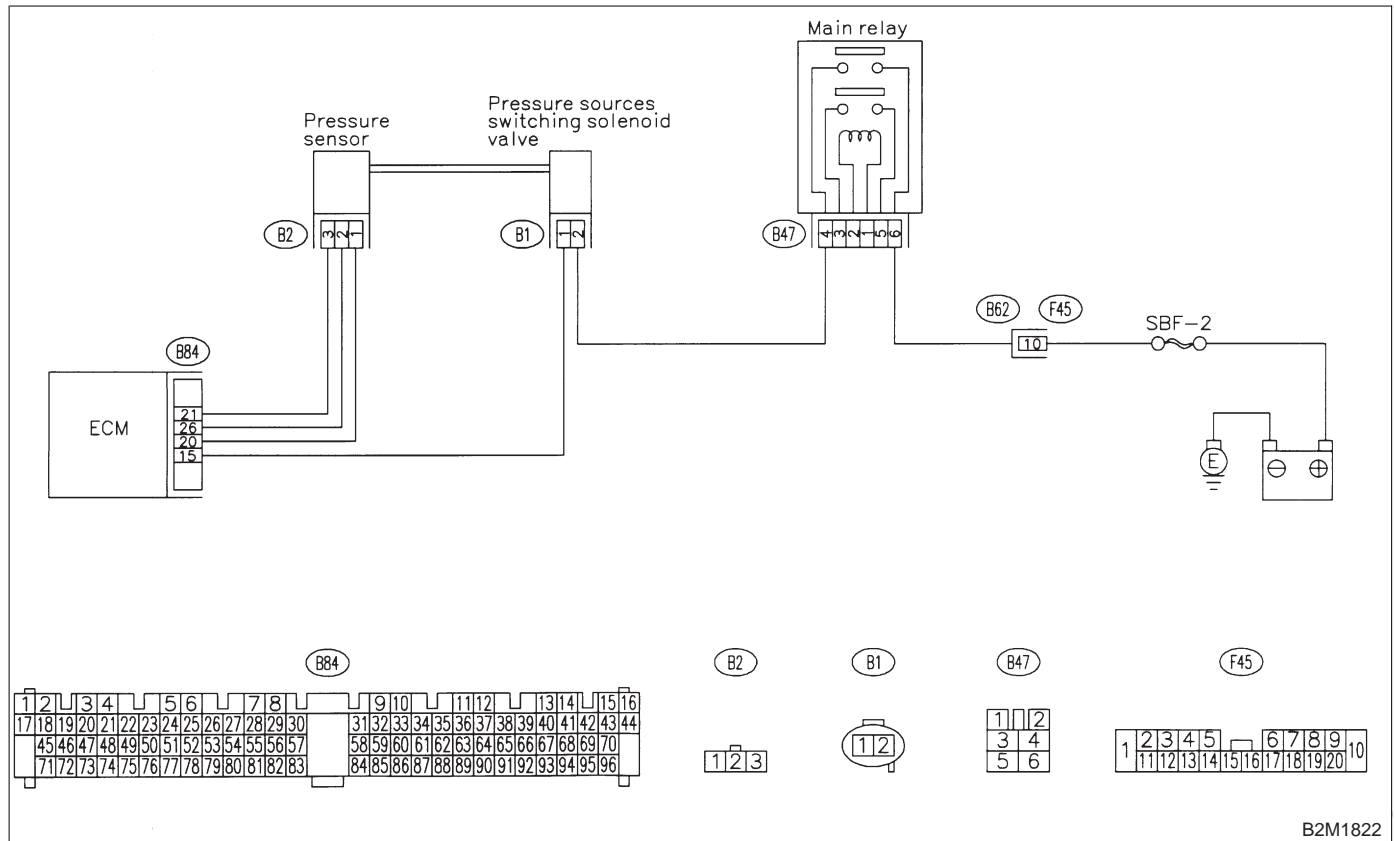 Main relay
Pressure sources
switching solenoid
valve
Pressure
sensor
B2
3 2 1
B1
1 2
B47
4 3 2 1 5 6
B62
F45
10
SBF-2
B84
ECM
21
26
20
15
E
⊖ ⊕
B84
B2
B1
B47
F45
1 2 3 4 5 6 7 8 9 10 11 12 13 14 15 16
17 18 19 20 21 22 23 24 25 26 27 28 29 30 31 32 33 34 35 36 37 38 39 40 41 42 43 44
45 46 47 48 49 50 51 52 53 54 55 56 57 58 59 60 61 62 63 64 65 66 67 68 69 70
71 72 73 74 75 76 77 78 79 80 81 82 83 84 85 86 87 88 89 90 91 92 93 94 95 96
1 2 3
1 2
1 2
3 4
5 6
1 2 3 4 5 6 7 8 9 10
11 12 13 14 15 16 17 18 19 20
B2M1822